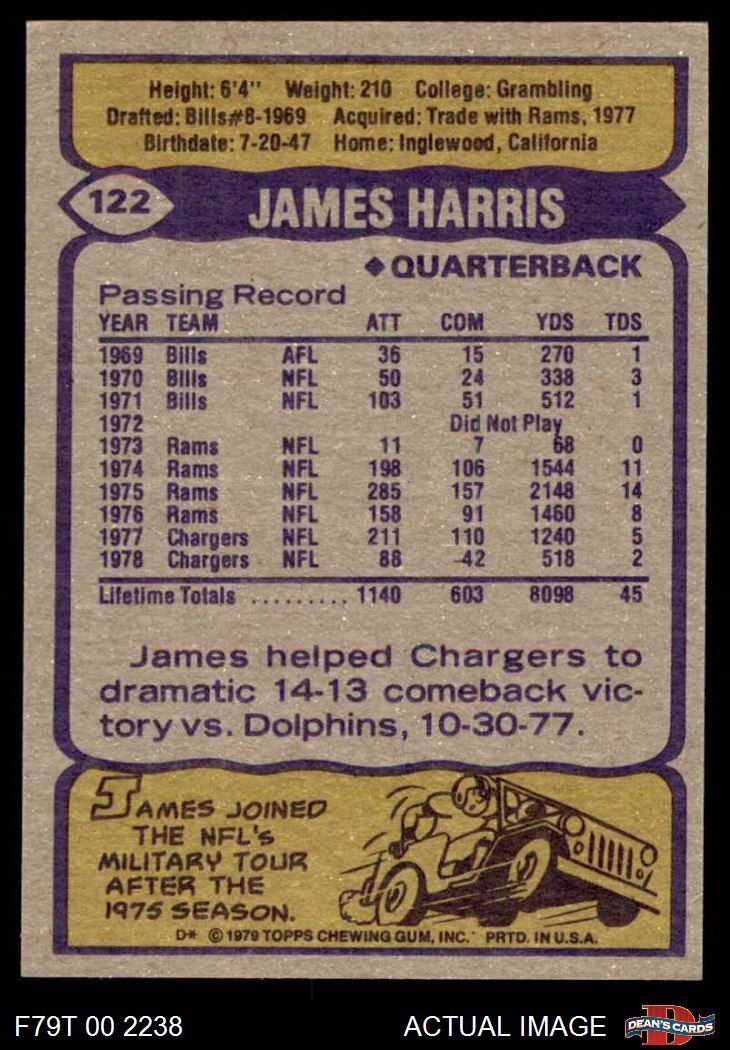 Height: 6'4" Weight: 210 College: Grambling
Drafted: Bills#8-1969 Acquired: Trade with Rams, 1977
Birthdate: 7-20-47 Home: Inglewood, California
122 JAMES HARRIS
◆ QUARTERBACK
Passing Record
YEAR TEAM ATT COM YDS TDS
1969 Bills AFL 36 15 270 1
1970 Bills NFL 50 24 338 3
1971 Bills NFL 103 51 512 1
1972 Did Not Play
1973 Rams NFL 11 7 68 0
1974 Rams NFL 198 106 1544 11
1975 Rams NFL 285 157 2148 14
1976 Rams NFL 158 91 1460 8
1977 Chargers NFL 211 110 1240 5
1978 Chargers NFL 88 42 518 2
Lifetime Totals ......... 1140 603 8098 45
James helped Chargers to
dramatic 14-13 comeback vic-
tory vs. Dolphins, 10-30-77.
JAMES JOINED
THE NFL'S
MILITARY TOUR
AFTER THE
1975 SEASON.
D* © 1979 TOPPS CHEWING GUM, INC. PRTD. IN U.S.A.
F79T 00 2238 ACTUAL IMAGE D DEAN'S CARDS